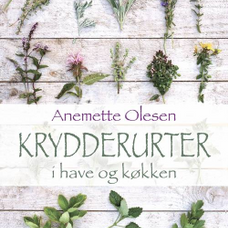 Anemette Olesen
KRYDDERURTER
i have og køkken